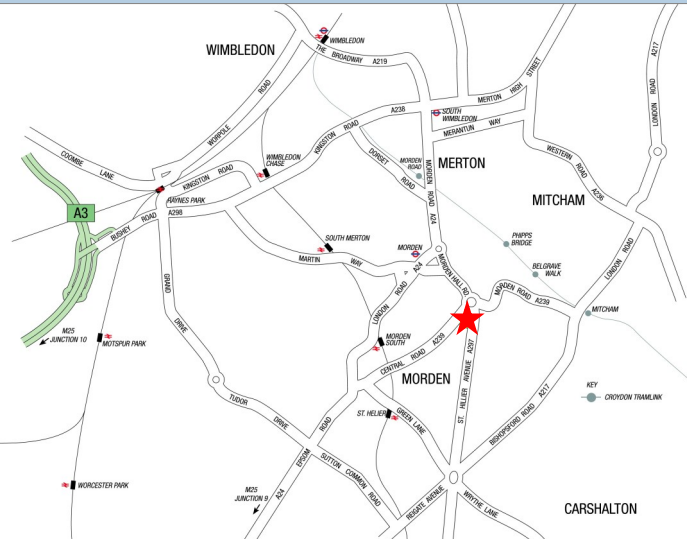 WIMBLEDON
WIMBLEDON
THE BROADWAY A219
A217
LONDON ROAD
HIGH STREET
MERTON
A238
SOUTH
WIMBLEDON
MERANTUN WAY
WORPOLE ROAD
KINGSTON ROAD
DORSET ROAD
MORDEN
ROAD
MORDEN ROAD A24
MERTON
WESTERN ROAD A236
COOMBE LANE
WIMBLEDON
CHASE
KINGSTON ROAD
RAYNES PARK
A3
BUSHEY ROAD A298
MITCHAM
SOUTH MERTON
MORDEN
MARTIN WAY
PHIPPS
BRIDGE
LONDON ROAD
BELGRAVE
WALK
LONDON ROAD A24
MORDEN HALL RD.
MORDEN ROAD A239
MITCHAM
GRAND DRIVE
M25
JUNCTION 10
MOTSPUR PARK
MORDEN
SOUTH
CENTRAL ROAD A239
ST. HILLIER AVENUE A297
MORDEN
KEY
CROYDON TRAMLINK
TUDOR DRIVE
ST. HELIER
GREEN LANE
BISHOPSFORD ROAD A217
EPSOM ROAD
A24
SUTTON COMMON ROAD
WORCESTER PARK
M25
JUNCTION 9
REIGATE AVENUE
WRYTHE LANE
CARSHALTON